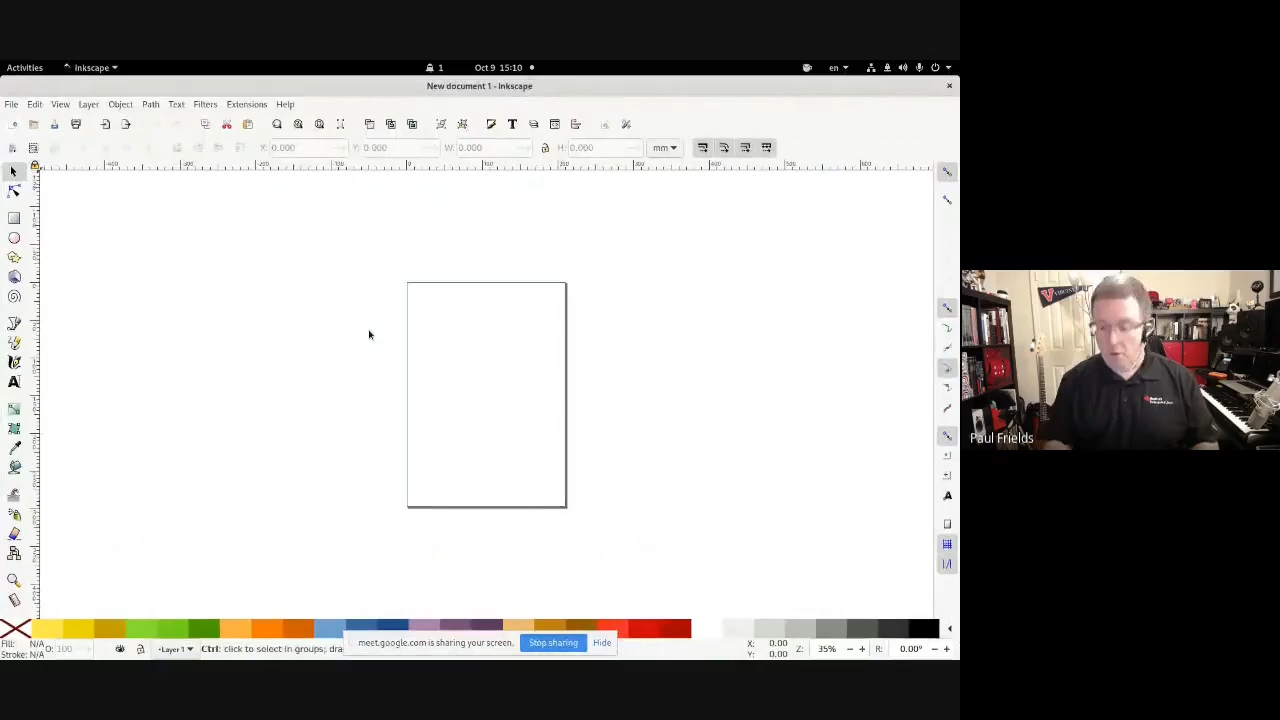 Activities Inkscape 1 Oct 9 15:10 en
New document 1 - Inkscape
File Edit View Layer Object Path Text Filters Extensions Help
X: 0.000 Y: 0.000 W: 0.000 H: 0.000 mm
Paul Frields
meet.google.com is sharing your screen. Stop sharing Hide
Fill: N/A
Stroke: N/A
O: 100
Layer 1
Ctrl: click to select in groups; dra
X: 0.00
Y: 0.00
Z: 35%
R: 0.00°